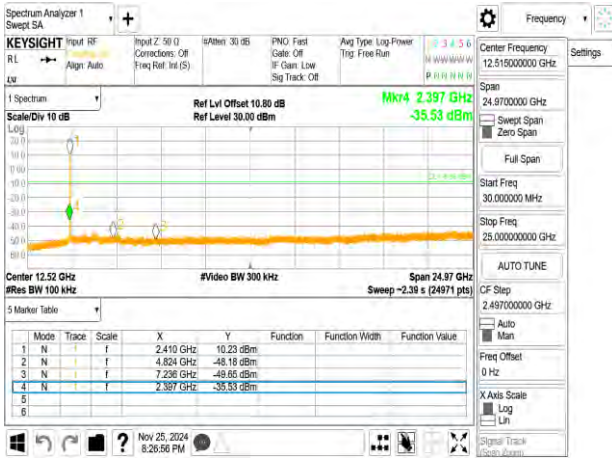 Spectrum Analyzer 1
Swept SA
+
Frequency
KEYSIGHT
RL
Input: RF
Align: Auto
Input Z: 50 Ω
Corrections: Off
Freq Ref: Int (S)
#Atten: 30 dB
PNO: Fast
Gate: Off
IF Gain: Low
Sig Track: Off
Avg Type: Log-Power
Trig: Free Run
3 4 5 6
1 Spectrum
Scale/Div 10 dB
Ref Lvl Offset 10.80 dB
Ref Level 30.00 dBm
Mkr4 2.397 GHz
-35.53 dBm
Log
Center 12.52 GHz
#Res BW 100 kHz
#Video BW 300 kHz
Span 24.97 GHz
Sweep ~2.39 s (24971 pts)
5 Marker Table
Mode Trace Scale X Y Function Function Width Function Value
1 N f 2.410 GHz 10.23 dBm
2 N f 4.824 GHz -48.18 dBm
3 N f 7.236 GHz -49.65 dBm
4 N f 2.397 GHz -35.53 dBm
5
6
Nov 25, 2024
8:26:56 PM
Center Frequency
12.515000000 GHz
Settings
Span
24.9700000 GHz
Swept Span
Zero Span
Full Span
Start Freq
30.000000 MHz
Stop Freq
25.000000000 GHz
AUTO TUNE
CF Step
2.497000000 GHz
Auto
Man
Freq Offset
0 Hz
X Axis Scale
Log
Lin
Signal Track
(Span Zoom)